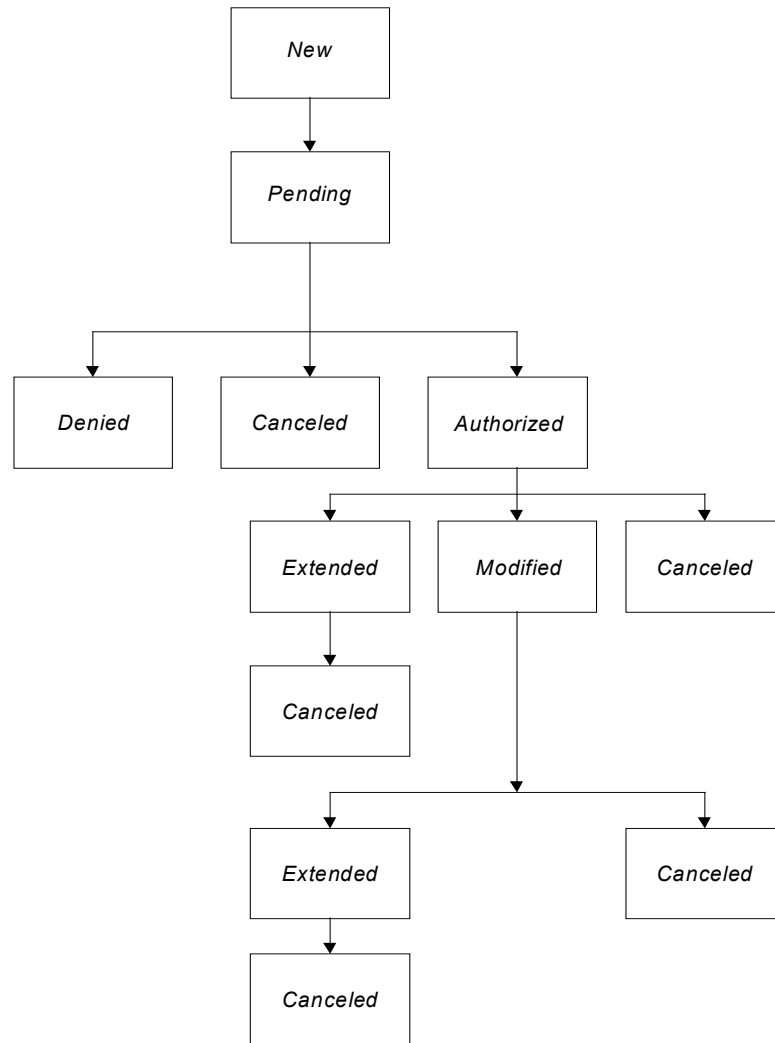 New
Pending
Denied
Canceled
Authorized
Extended
Modified
Canceled
Canceled
Extended
Canceled
Canceled